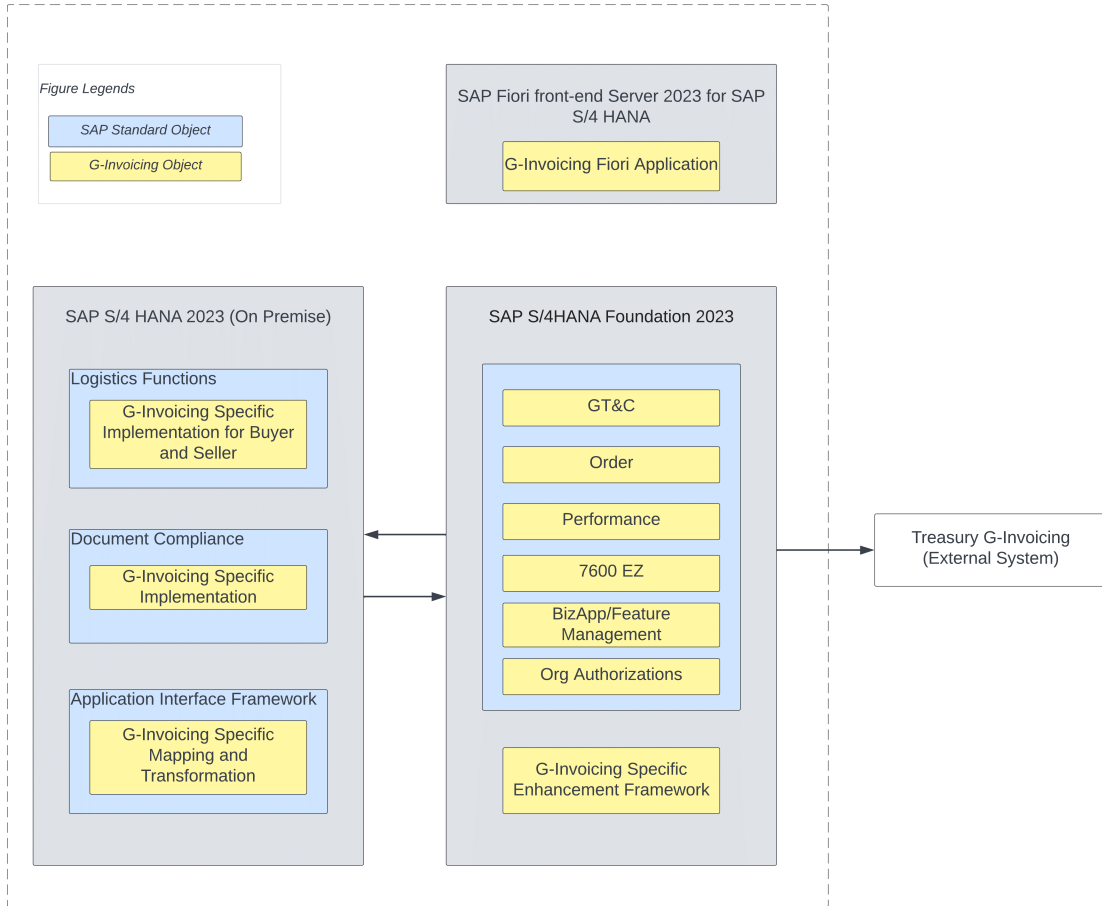 Figure Legends
SAP Standard Object
G-Invoicing Object
SAP Fiori front-end Server 2023 for SAP
S/4 HANA
G-Invoicing Fiori Application
SAP S/4 HANA 2023 (On Premise)
Logistics Functions
G-Invoicing Specific
Implementation for Buyer
and Seller
Document Compliance
G-Invoicing Specific
Implementation
Application Interface Framework
G-Invoicing Specific
Mapping and
Transformation
SAP S/4HANA Foundation 2023
GT&C
Order
Performance
7600 EZ
BizApp/Feature
Management
Org Authorizations
G-Invoicing Specific
Enhancement Framework
Treasury G-Invoicing
(External System)